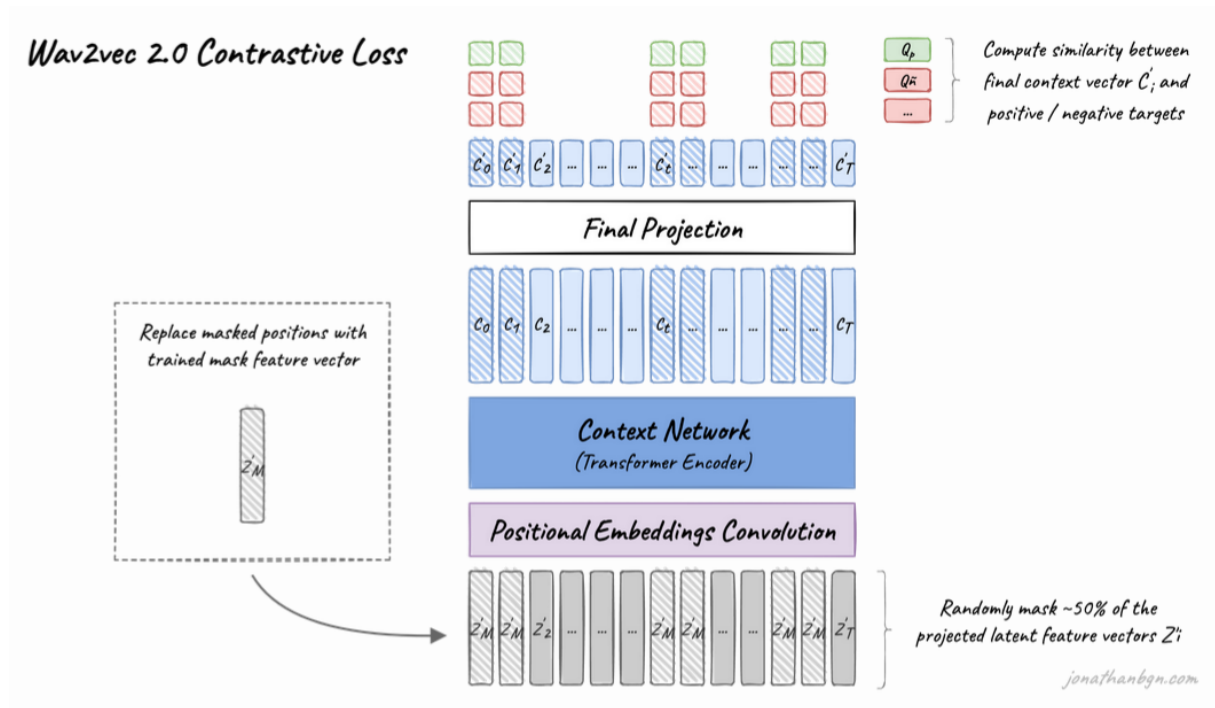 Wav2vec 2.0 Contrastive Loss
Qp
Qñ
...
Compute similarity between
final context vector C'i and
positive / negative targets
C'0 C'1 C'2 ... ... ... C't ... ... ... ... ... C'T
Final Projection
C0 C1 C2 ... ... ... Ct ... ... ... ... ... CT
Replace masked positions with
trained mask feature vector
Z'M
Context Network
(Transformer Encoder)
Positional Embeddings Convolution
Z'M Z'M Z'2 ... ... ... Z'M Z'M ... ... Z'M Z'M Z'T
Randomly mask ~50% of the
projected latent feature vectors Z'i
jonathanbgn.com